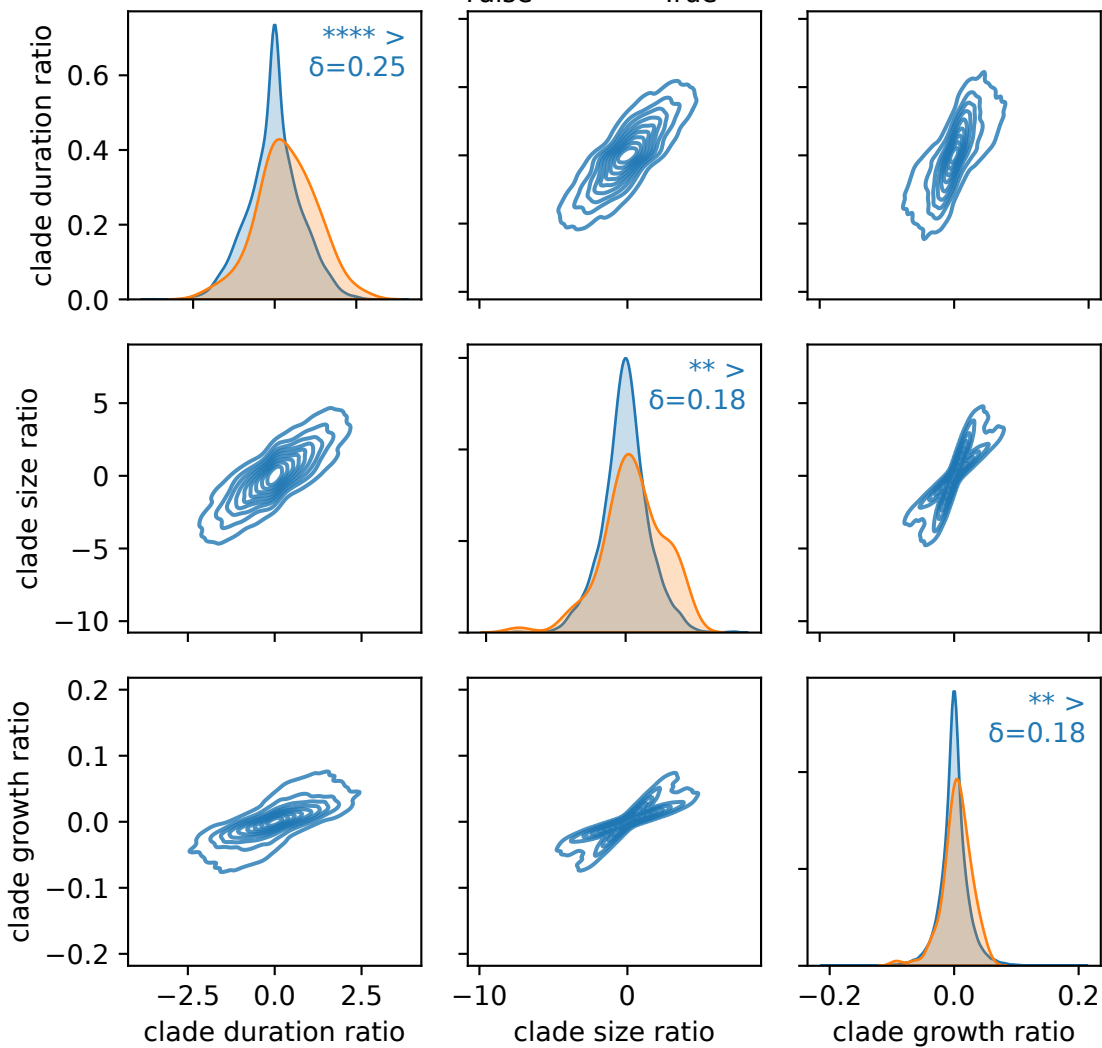 False True
clade duration ratio
0.6
0.4
0.2
0.0
**** >
δ=0.25
clade size ratio
5
0
−5
−10
** >
δ=0.18
clade growth ratio
0.2
0.1
0.0
−0.1
−0.2
** >
δ=0.18
−2.5 0.0 2.5
−10 0
−0.2 0.0 0.2
clade duration ratio
clade size ratio
clade growth ratio